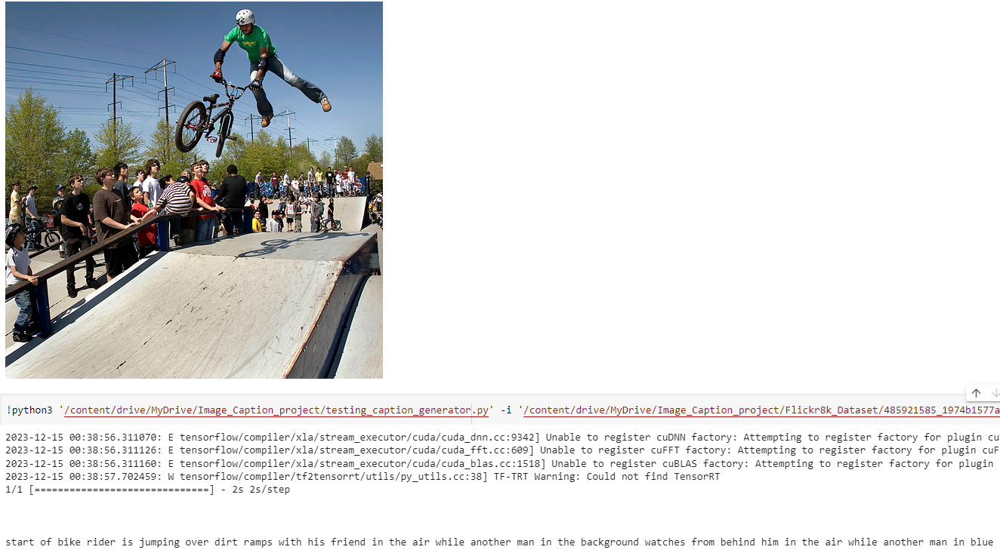 !python3 '/content/drive/MyDrive/Image_Caption_project/testing_caption_generator.py' -i '/content/drive/MyDrive/Image_Caption_project/Flickr8k_Dataset/485921585_1974b1577a
2023-12-15 00:38:56.311070: E tensorflow/compiler/xla/stream_executor/cuda/cuda_dnn.cc:9342] Unable to register cuDNN factory: Attempting to register factory for plugin cu
2023-12-15 00:38:56.311126: E tensorflow/compiler/xla/stream_executor/cuda/cuda_fft.cc:609] Unable to register cuFFT factory: Attempting to register factory for plugin cuF
2023-12-15 00:38:56.311160: E tensorflow/compiler/xla/stream_executor/cuda/cuda_blas.cc:1518] Unable to register cuBLAS factory: Attempting to register factory for plugin
2023-12-15 00:38:57.702459: W tensorflow/compiler/tf2tensorrt/utils/py_utils.cc:38] TF-TRT Warning: Could not find TensorRT
1/1 [==============================] - 2s 2s/step
start of bike rider is jumping over dirt ramps with his friend in the air while another man in the background watches from behind him in the air while another man in blue